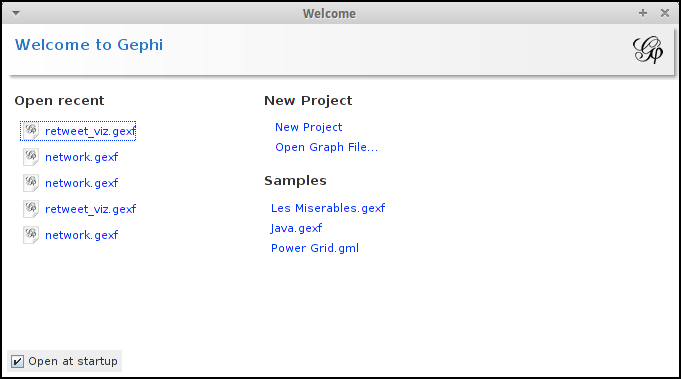 Welcome
Welcome to Gephi
Open recent
retweet_viz.gexf
network.gexf
network.gexf
retweet_viz.gexf
network.gexf
New Project
New Project
Open Graph File...
Samples
Les Miserables.gexf
Java.gexf
Power Grid.gml
Open at startup